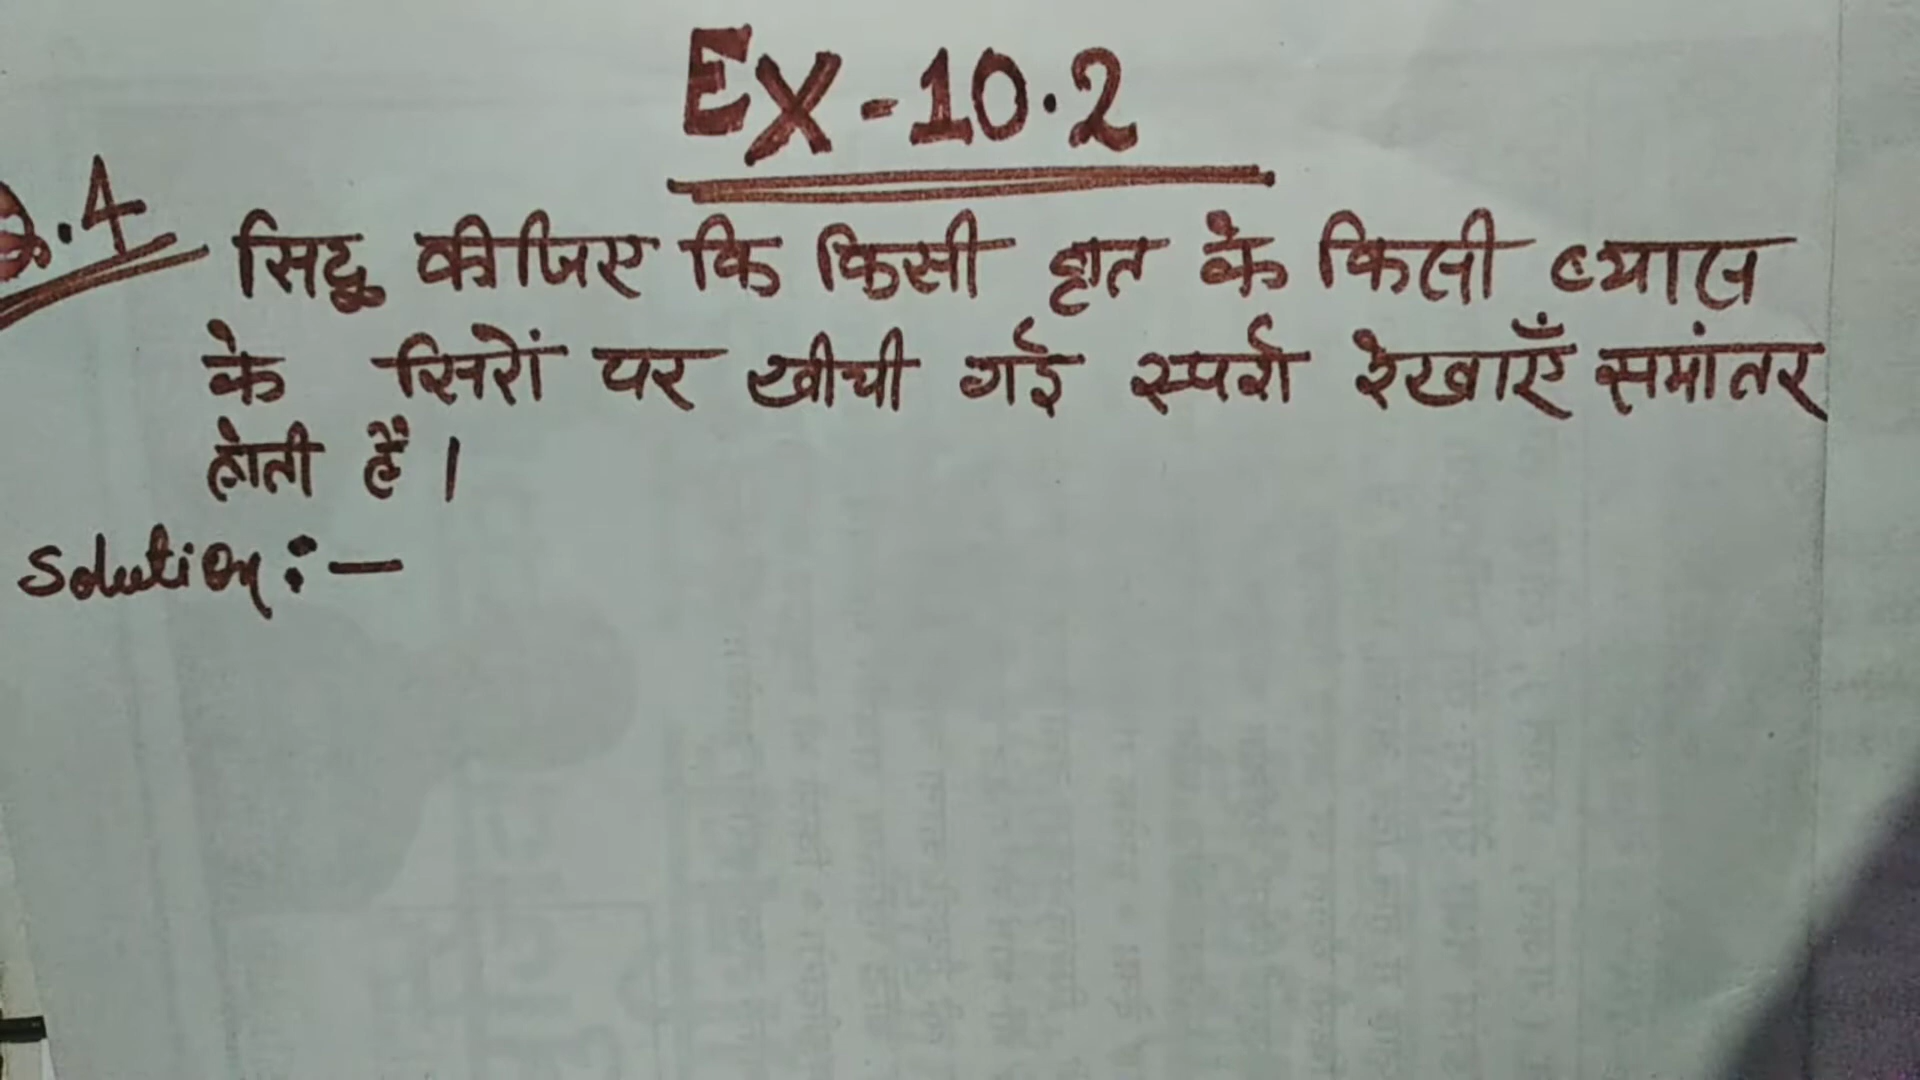 Ex-10.2
Q.4 सिद्ध कीजिए कि किसी वृत के किसी व्यास
के सिरों पर खीची गई स्पर्श रेखाएँ समांतर
होती हैं।
Solution:-